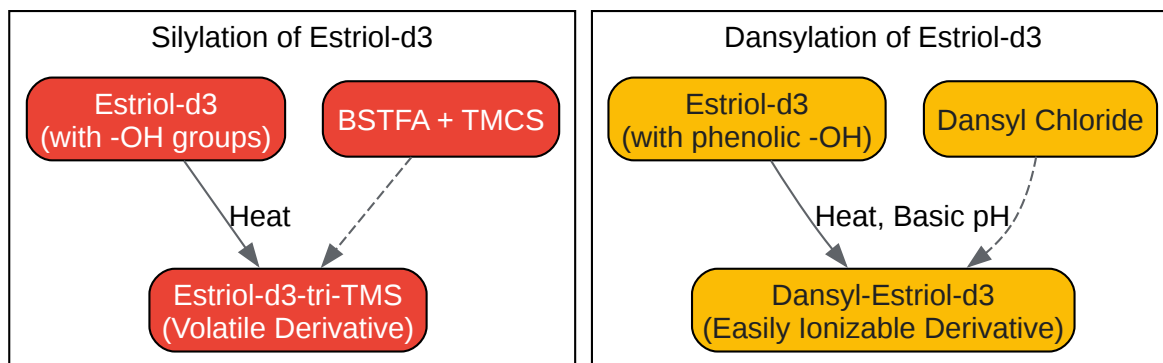 Silylation of Estriol-d3
Estriol-d3
(with -OH groups)
BSTFA + TMCS
Heat
Estriol-d3-tri-TMS
(Volatile Derivative)
Dansylation of Estriol-d3
Estriol-d3
(with phenolic -OH)
Dansyl Chloride
Heat, Basic pH
Dansyl-Estriol-d3
(Easily Ionizable Derivative)